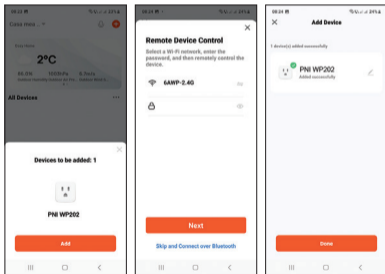 2°C
All Devices
Devices to be added: 1
PNI WP202
Add
Remote Device Control
Select a Wi-Fi network, enter the
password, and then remotely control the
device.
6AWP-2.4G
Next
Skip and Connect over Bluetooth
Add Device
1 device(s) added successfully
PNI WP202
Added successfully
Done